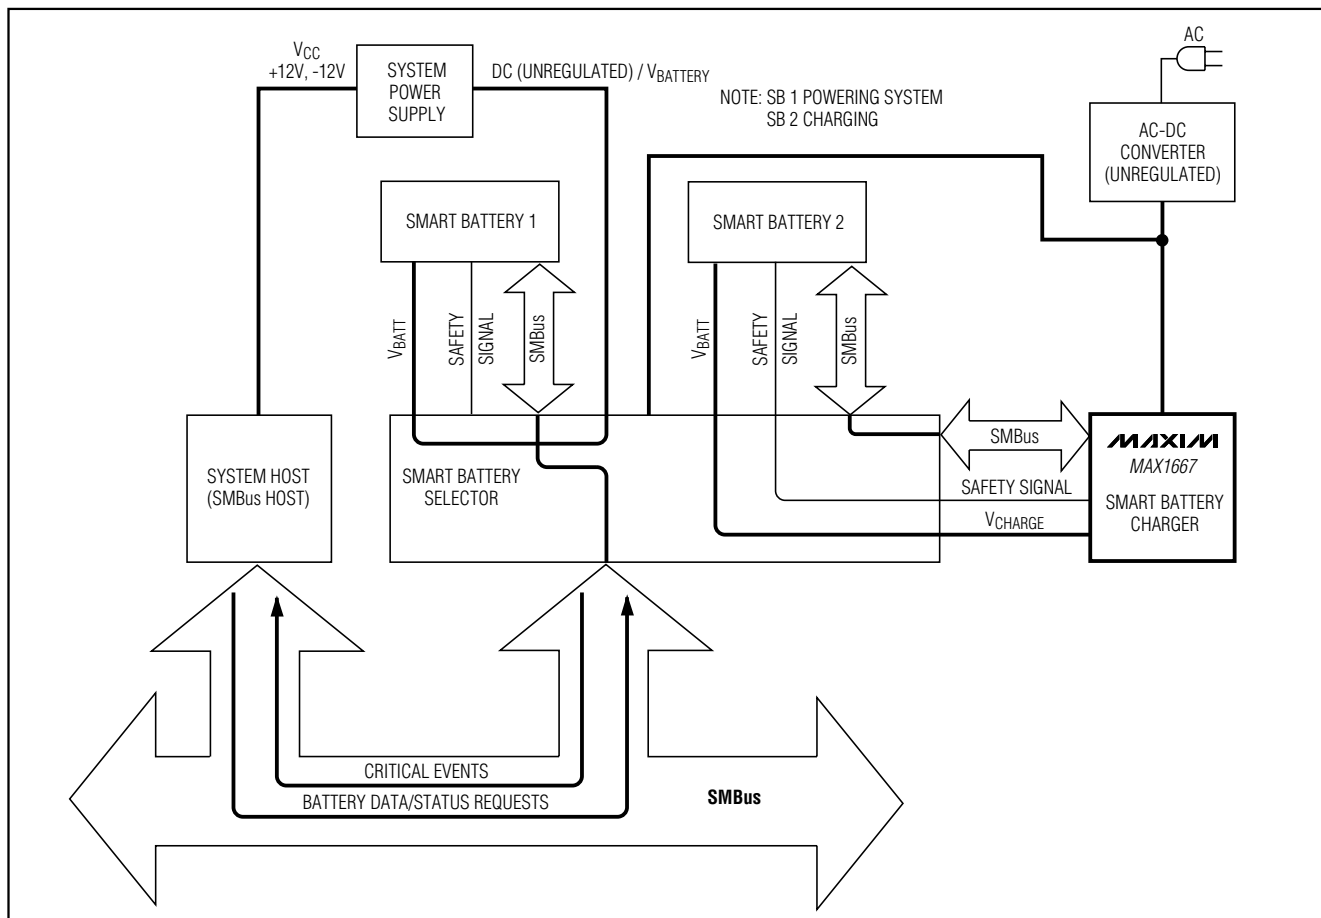 AC
VCC
+12V, -12V
SYSTEM
POWER
SUPPLY
DC (UNREGULATED) / VBATTERY
NOTE: SB 1 POWERING SYSTEM
SB 2 CHARGING
AC-DC
CONVERTER
(UNREGULATED)
SMART BATTERY 1
SMART BATTERY 2
VBATT
SAFETY
SIGNAL
SMBus
VBATT
SAFETY
SIGNAL
SMBus
SYSTEM HOST
(SMBus HOST)
SMART BATTERY
SELECTOR
SMBus
SAFETY SIGNAL
VCHARGE
MAXIM
MAX1667
SMART BATTERY
CHARGER
CRITICAL EVENTS
BATTERY DATA/STATUS REQUESTS
SMBus